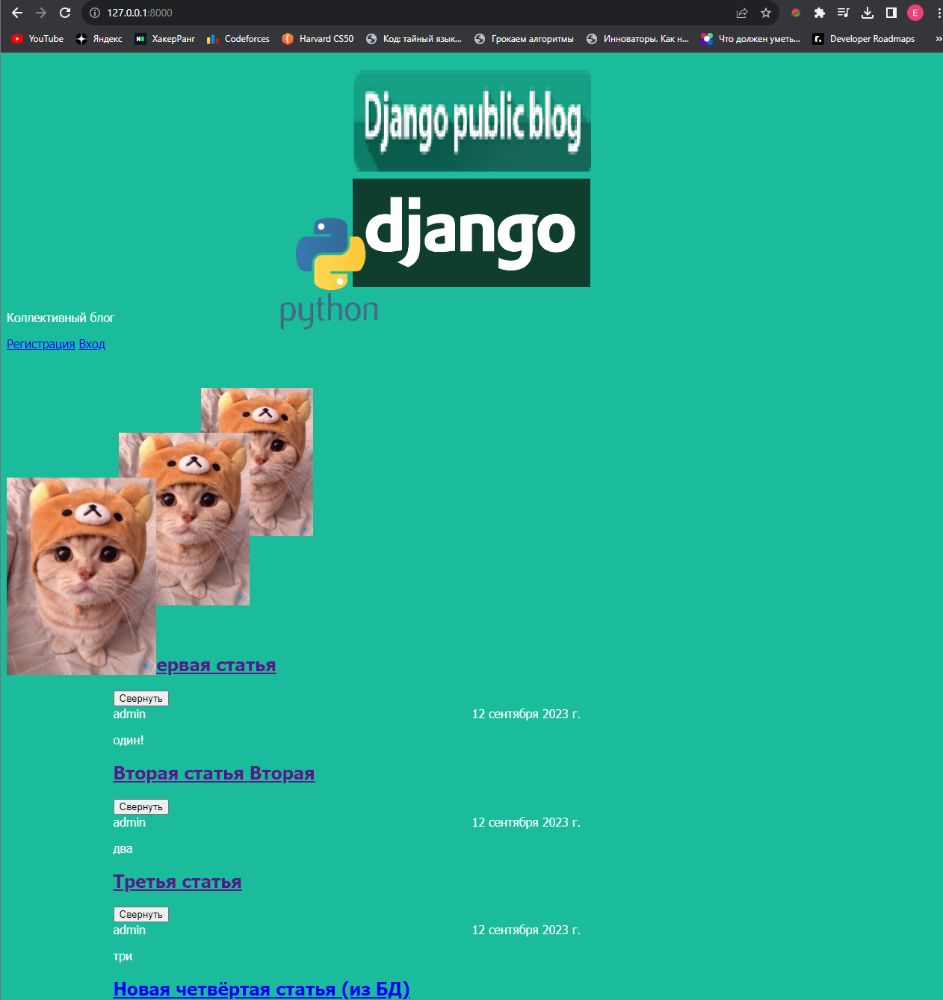 127.0.0.1:8000
YouTube Яндекс ХакерРанг Codeforces Harvard CS50 Код: тайный язык... Грокаем алгоритмы Инноваторы. Как н... Что должен уметь... Developer Roadmaps »
Django public blog
django
python
Коллективный блог
Регистрация Вход
ервая статья
Свернуть
admin 12 сентября 2023 г.
один!
Вторая статья Вторая
Свернуть
admin 12 сентября 2023 г.
два
Третья статья
Свернуть
admin 12 сентября 2023 г.
три
Новая четвёртая статья (из БД)